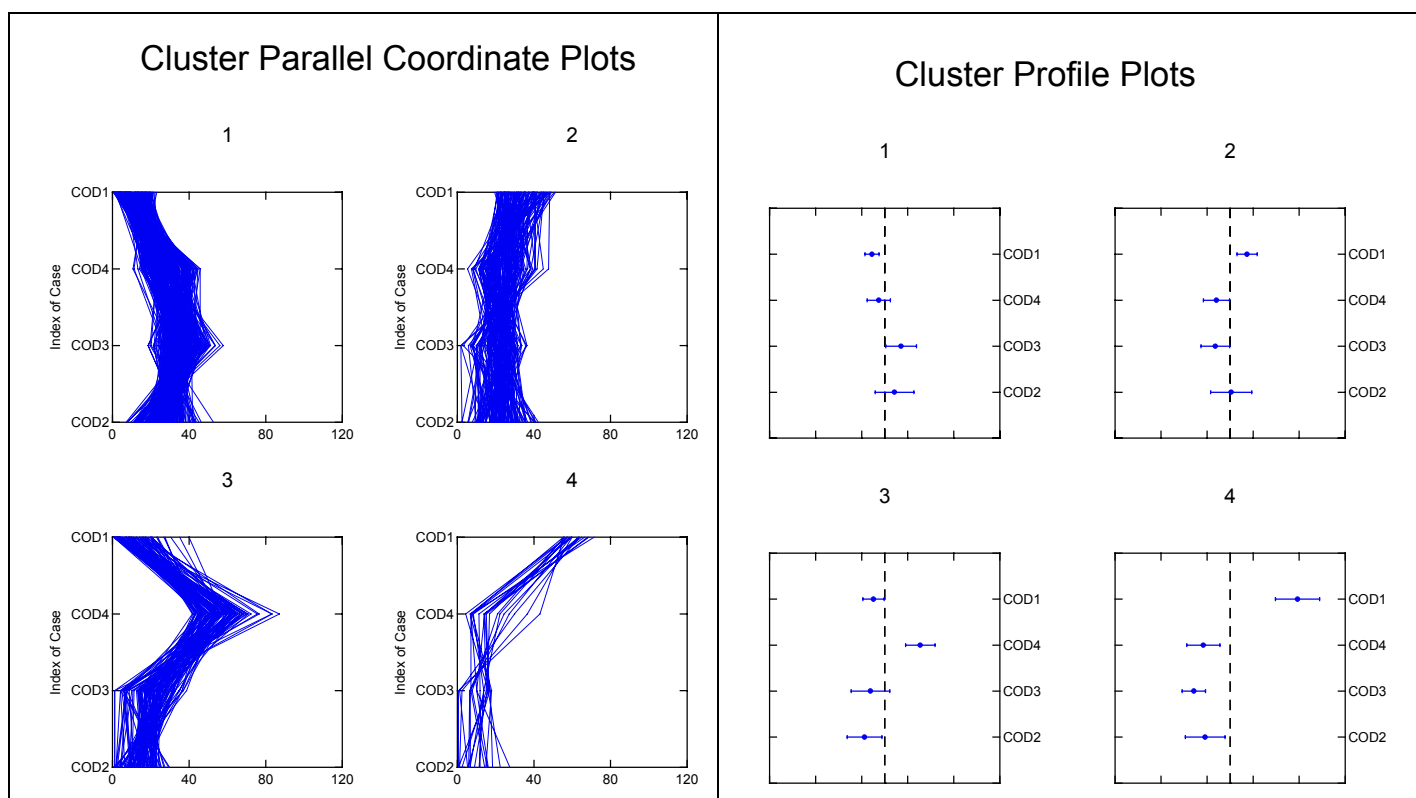 Cluster Parallel Coordinate Plots
1
2
Index of Case
COD1
COD4
COD3
COD2
0
40
80
120
Index of Case
COD1
COD4
COD3
COD2
0
40
80
120
3
4
Index of Case
COD1
COD4
COD3
COD2
0
40
80
120
Index of Case
COD1
COD4
COD3
COD2
0
40
80
120
Cluster Profile Plots
1
2
COD1
COD4
COD3
COD2
COD1
COD4
COD3
COD2
3
4
COD1
COD4
COD3
COD2
COD1
COD4
COD3
COD2